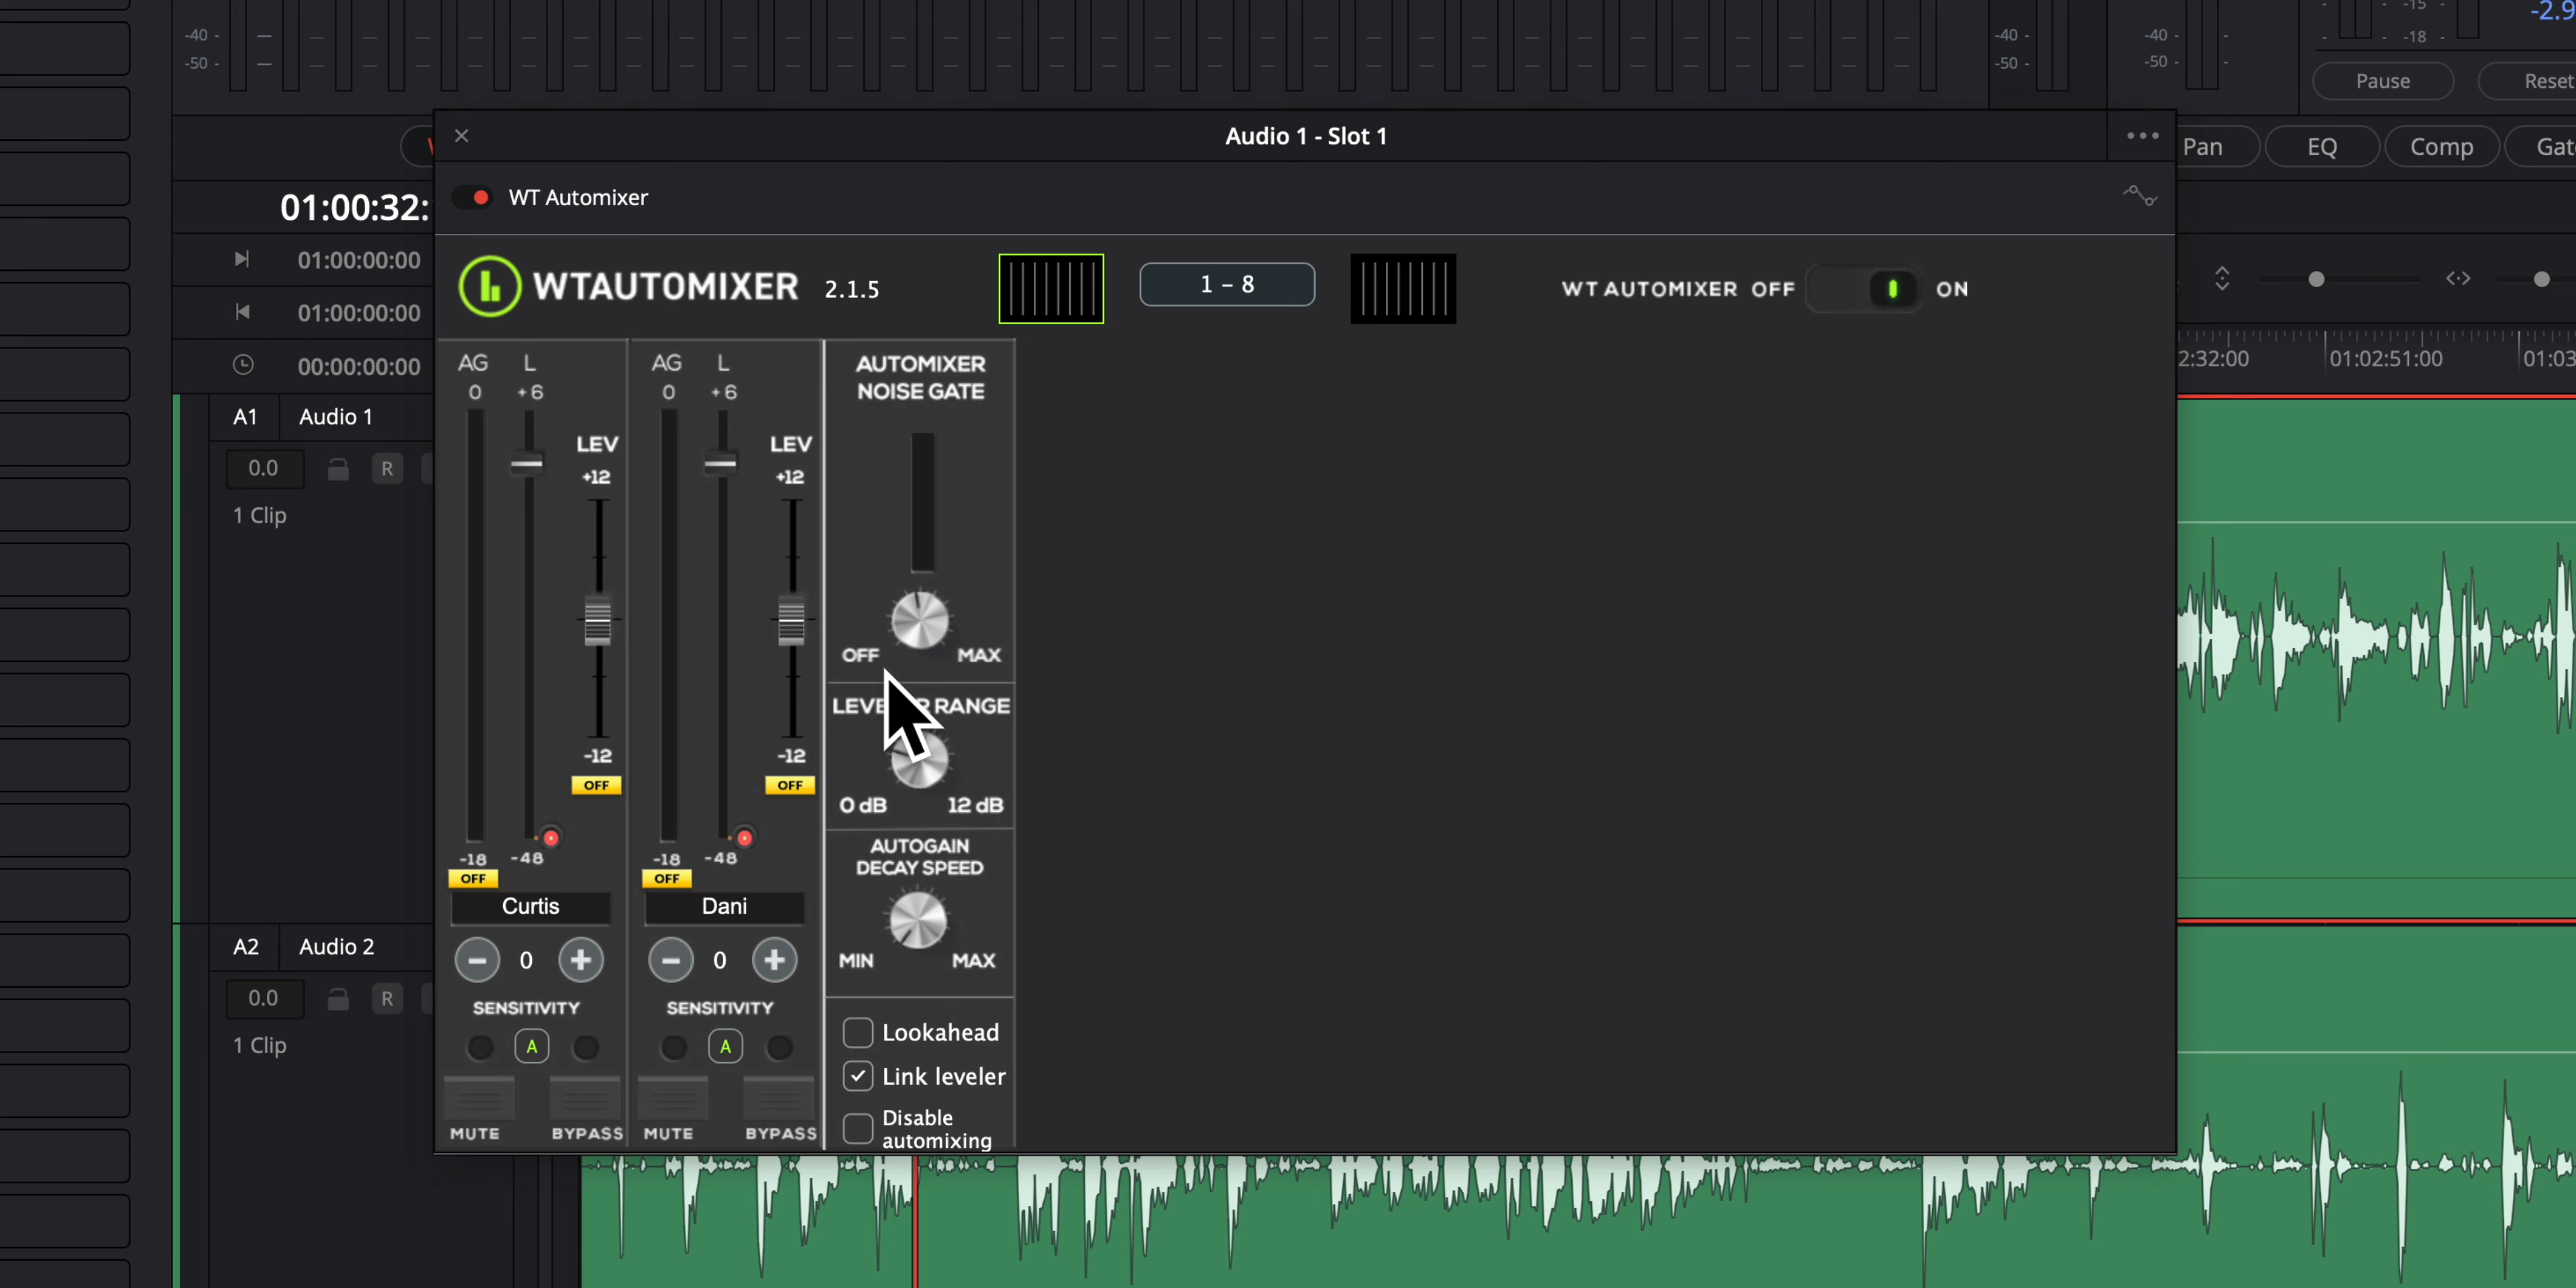 -40 -
-50 -
-40 -
-50 -
-40 -
-50 -
-15
-18
-2.9
Pause
Reset
Audio 1 - Slot 1
Pan
EQ
Comp
Gat
WT Automixer
01:00:32:
01:00:00:00
01:00:00:00
00:00:00:00
WTAUTOMIXER 2.1.5
1 – 8
WT AUTOMIXER OFF
ON
2:32:00
01:02:51:00
01:03
AG L
0 +6
LEV
+12
-12
OFF
-18 -48
OFF
Curtis
0
SENSITIVITY
A
MUTE BYPASS
AG L
0 +6
LEV
+12
-12
OFF
-18 -48
OFF
Dani
0
SENSITIVITY
A
MUTE BYPASS
AUTOMIXER
NOISE GATE
OFF MAX
RANGE
0 dB 12 dB
AUTOGAIN
DECAY SPEED
MIN MAX
Lookahead
Link leveler
Disable
automixing
A1 Audio 1
0.0 R
1 Clip
A2 Audio 2
0.0 R
1 Clip